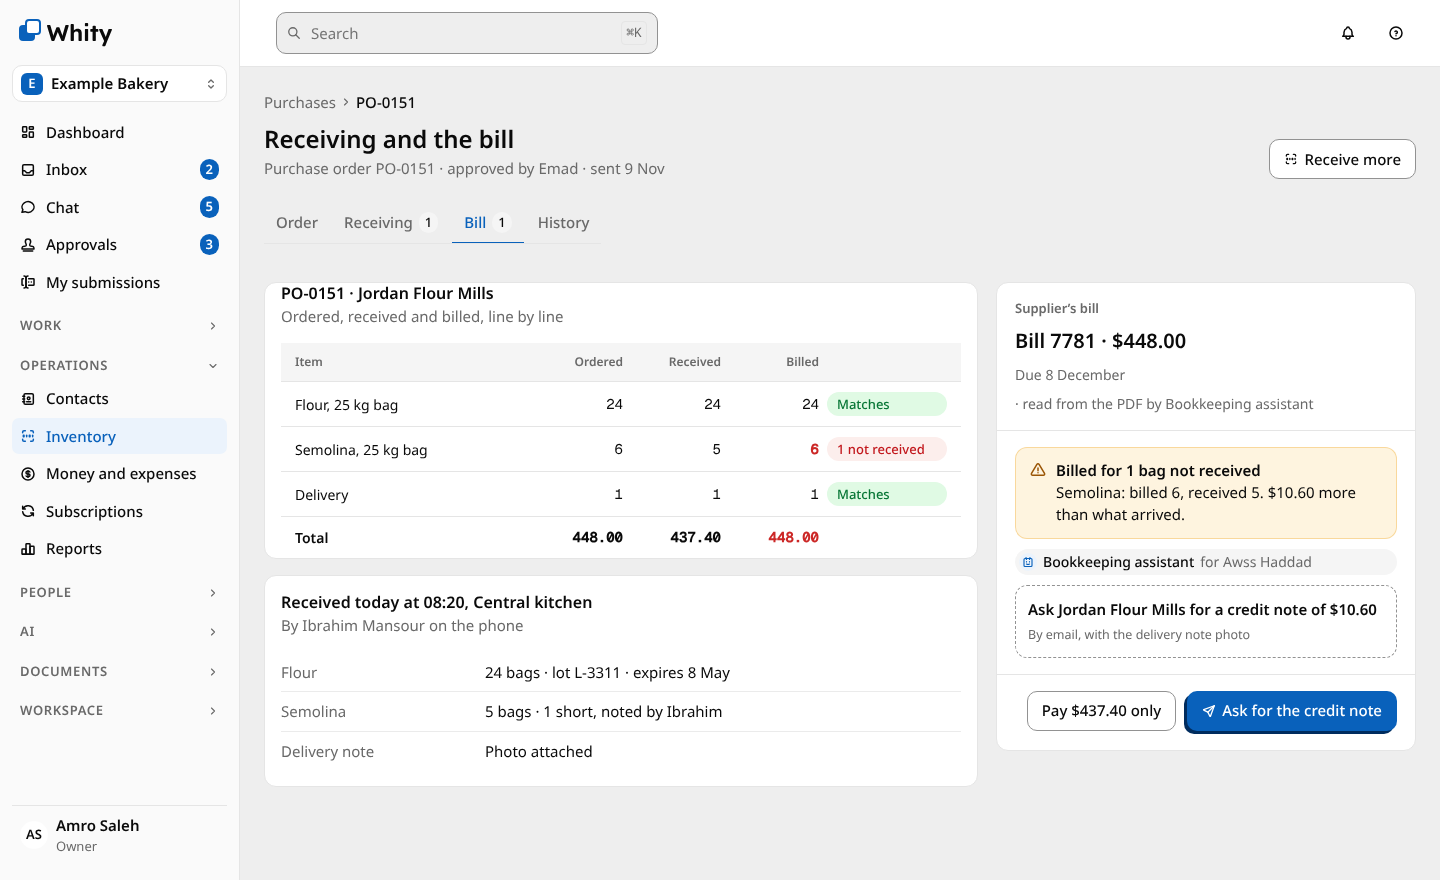 Whity
Search
⌘K
E Example Bakery
Dashboard
Inbox 2
Chat 5
Approvals 3
My submissions
WORK
OPERATIONS
Contacts
Inventory
Money and expenses
Subscriptions
Reports
PEOPLE
AI
DOCUMENTS
WORKSPACE
AS Amro Saleh
Owner
Purchases PO-0151
Receiving and the bill
Purchase order PO-0151 · approved by Emad · sent 9 Nov
Receive more
Order Receiving 1 Bill 1 History
PO-0151 · Jordan Flour Mills
Ordered, received and billed, line by line
Item Ordered Received Billed
Flour, 25 kg bag 24 24 24 Matches
Semolina, 25 kg bag 6 5 6 1 not received
Delivery 1 1 1 Matches
Total 448.00 437.40 448.00
Received today at 08:20, Central kitchen
By Ibrahim Mansour on the phone
Flour 24 bags · lot L-3311 · expires 8 May
Semolina 5 bags · 1 short, noted by Ibrahim
Delivery note Photo attached
Supplier's bill
Bill 7781 · $448.00
Due 8 December
· read from the PDF by Bookkeeping assistant
Billed for 1 bag not received
Semolina: billed 6, received 5. $10.60 more
than what arrived.
Bookkeeping assistant for Awss Haddad
Ask Jordan Flour Mills for a credit note of $10.60
By email, with the delivery note photo
Pay $437.40 only
Ask for the credit note